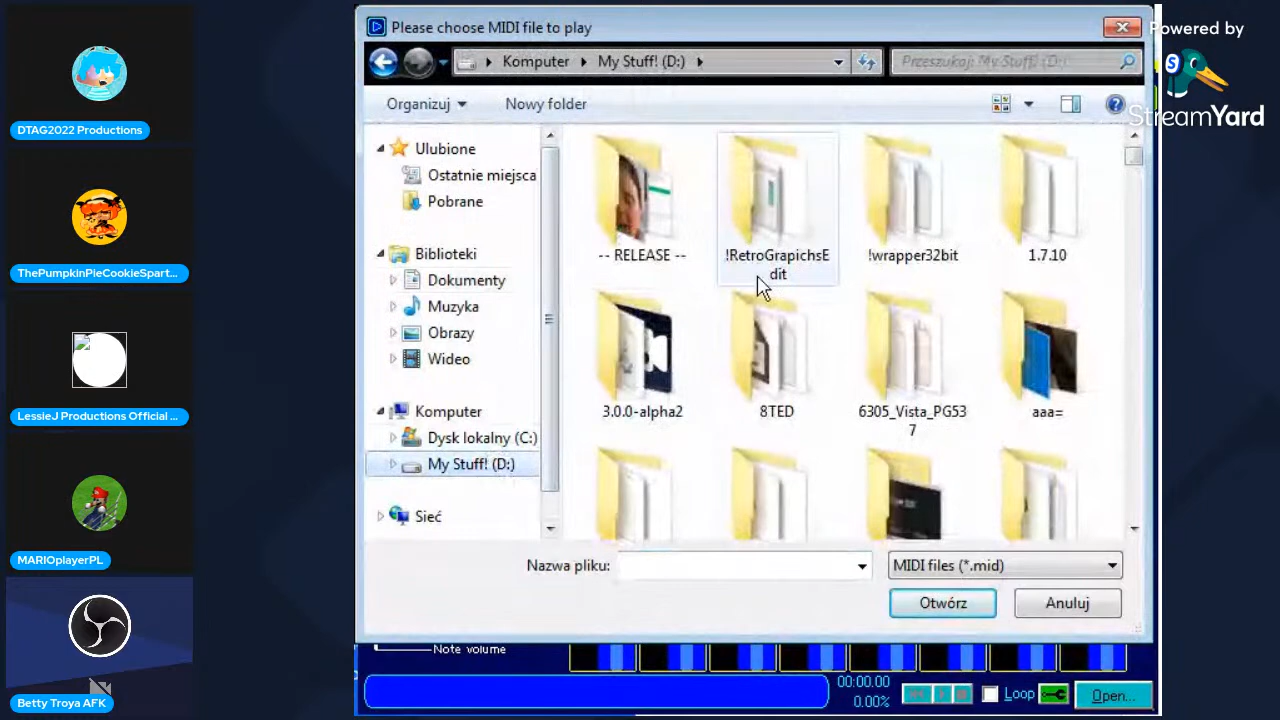 DTAG2022 Productions
ThePumpkinPieCookieSpart...
LessieJ Productions Official ...
MARIOplayerPL
Betty Troya AFK
Please choose MIDI file to play
Komputer
My Stuff! (D:)
Przeszukaj: My Stuff! (D:)
Organizuj
Nowy folder
Ulubione
Ostatnie miejsca
Pobrane
Biblioteki
Dokumenty
Muzyka
Obrazy
Wideo
Komputer
Dysk lokalny (C:)
My Stuff! (D:)
Sieć
-- RELEASE --
!RetroGrapichsE
dit
!wrapper32bit
1.7.10
3.0.0-alpha2
8TED
6305_Vista_PG53
7
aaa=
Nazwa pliku:
MIDI files (*.mid)
Otwórz
Anuluj
Note volume
00:00.00
0.00%
Loop
Open...
Powered by
StreamYard